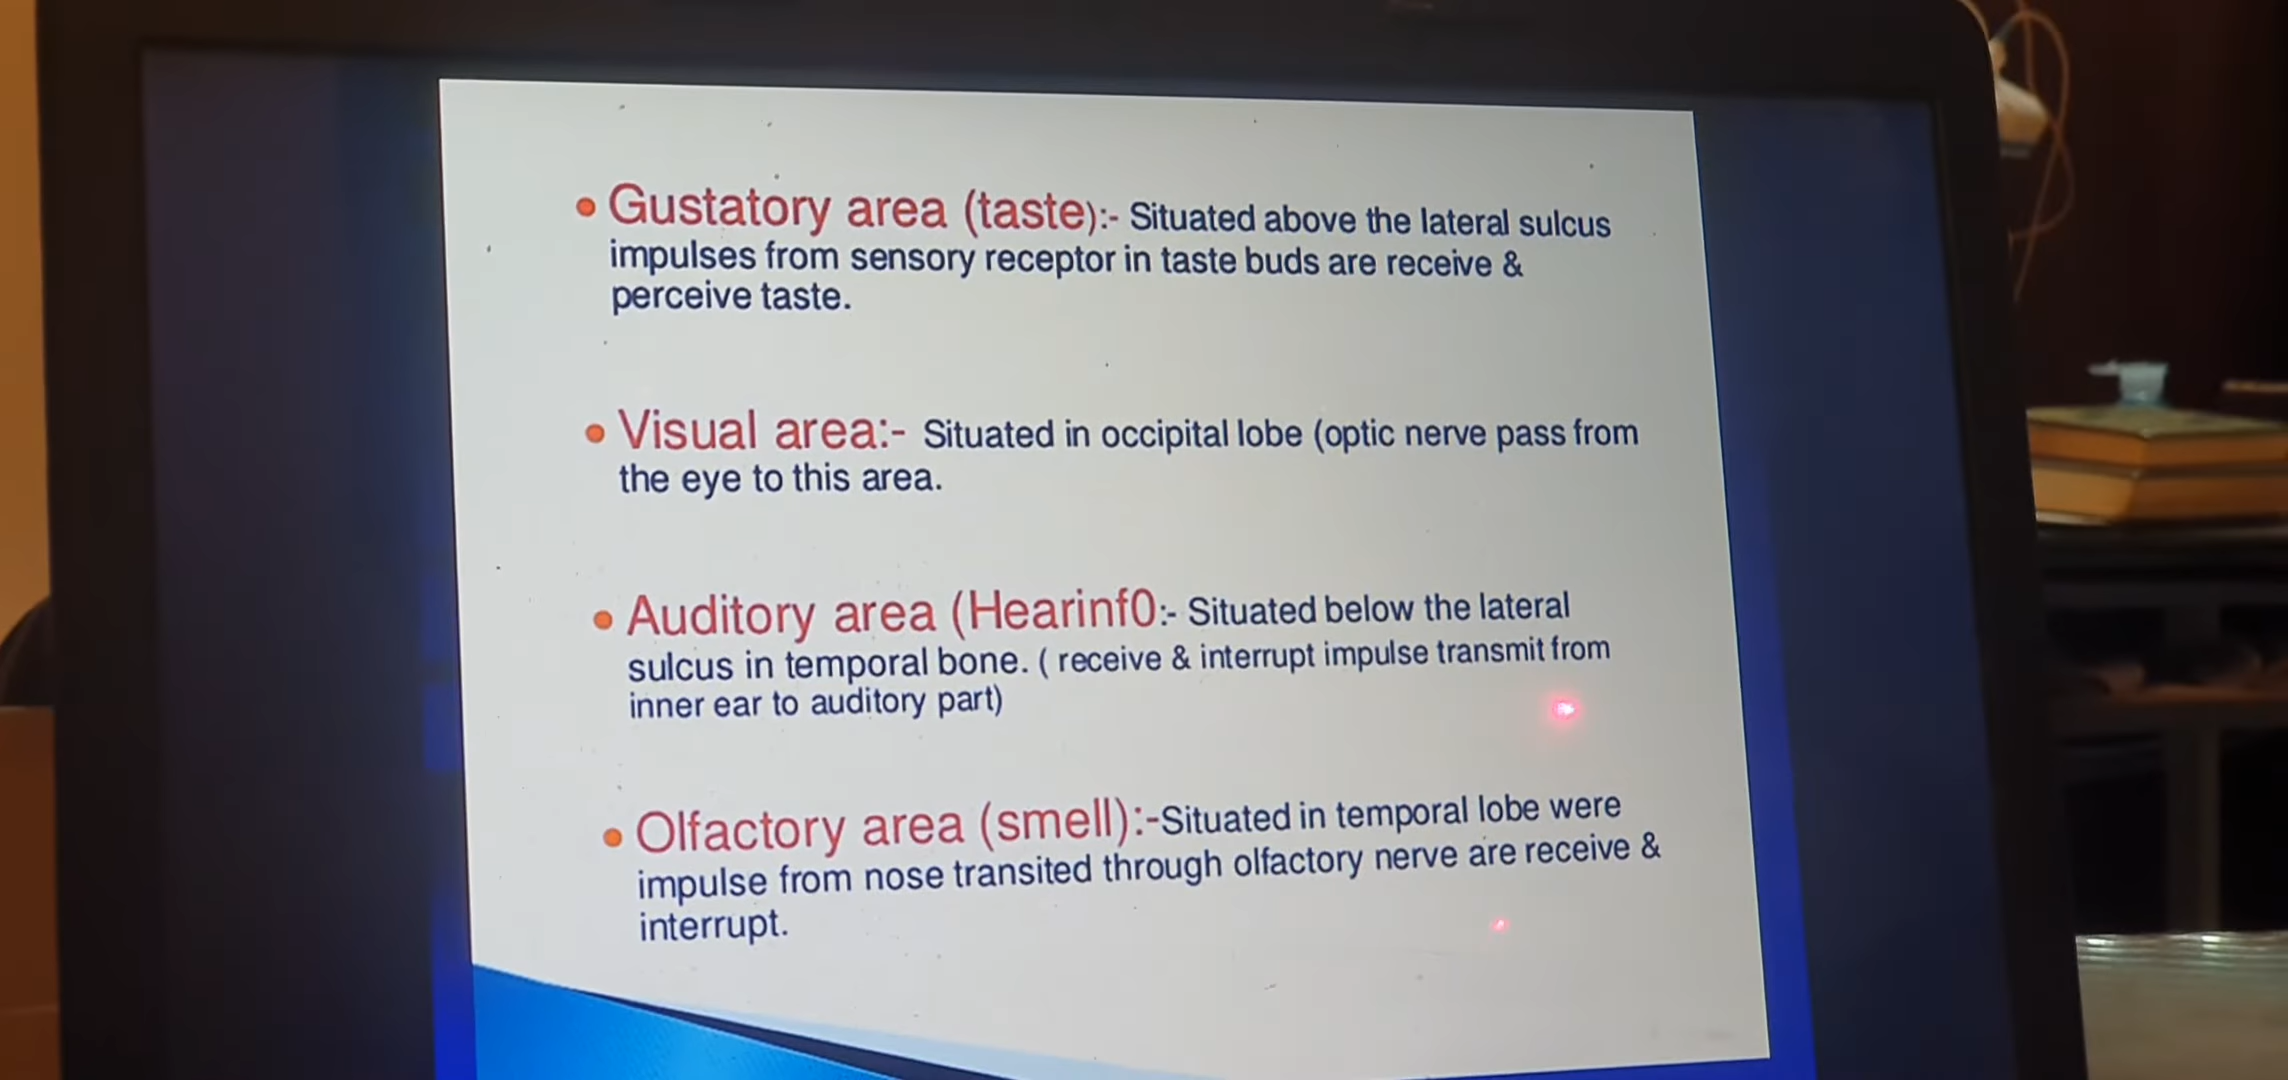 • Gustatory area (taste):- Situated above the lateral sulcus
impulses from sensory receptor in taste buds are receive &
perceive taste.
• Visual area:- Situated in occipital lobe (optic nerve pass from
the eye to this area.
• Auditory area (Hearinf0:- Situated below the lateral
sulcus in temporal bone. ( receive & interrupt impulse transmit from
inner ear to auditory part)
• Olfactory area (smell):-Situated in temporal lobe were
impulse from nose transited through olfactory nerve are receive &
interrupt.